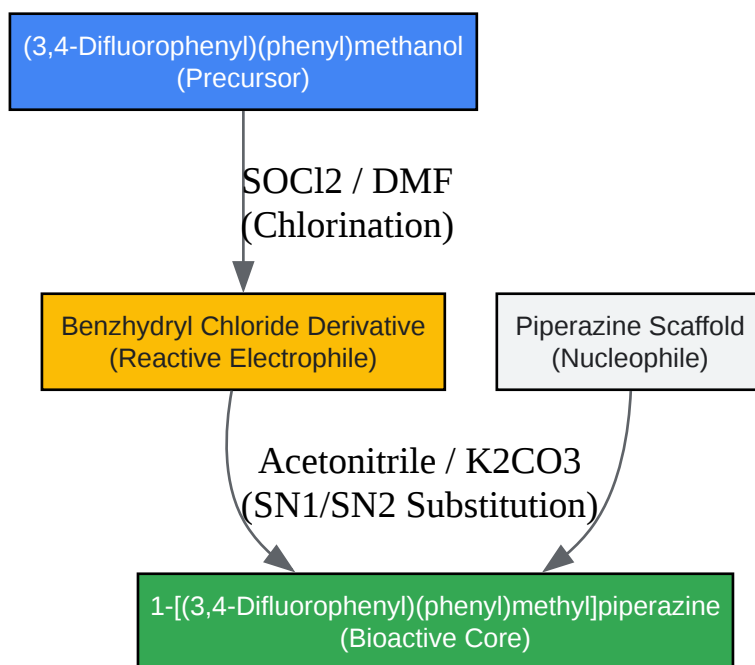 (3,4-Difluorophenyl)(phenyl)methanol
(Precursor)
SOCl2 / DMF
(Chlorination)
Benzhydryl Chloride Derivative
(Reactive Electrophile)
Piperazine Scaffold
(Nucleophile)
Acetonitrile / K2CO3
(SN1/SN2 Substitution)
1-[(3,4-Difluorophenyl)(phenyl)methyl]piperazine
(Bioactive Core)